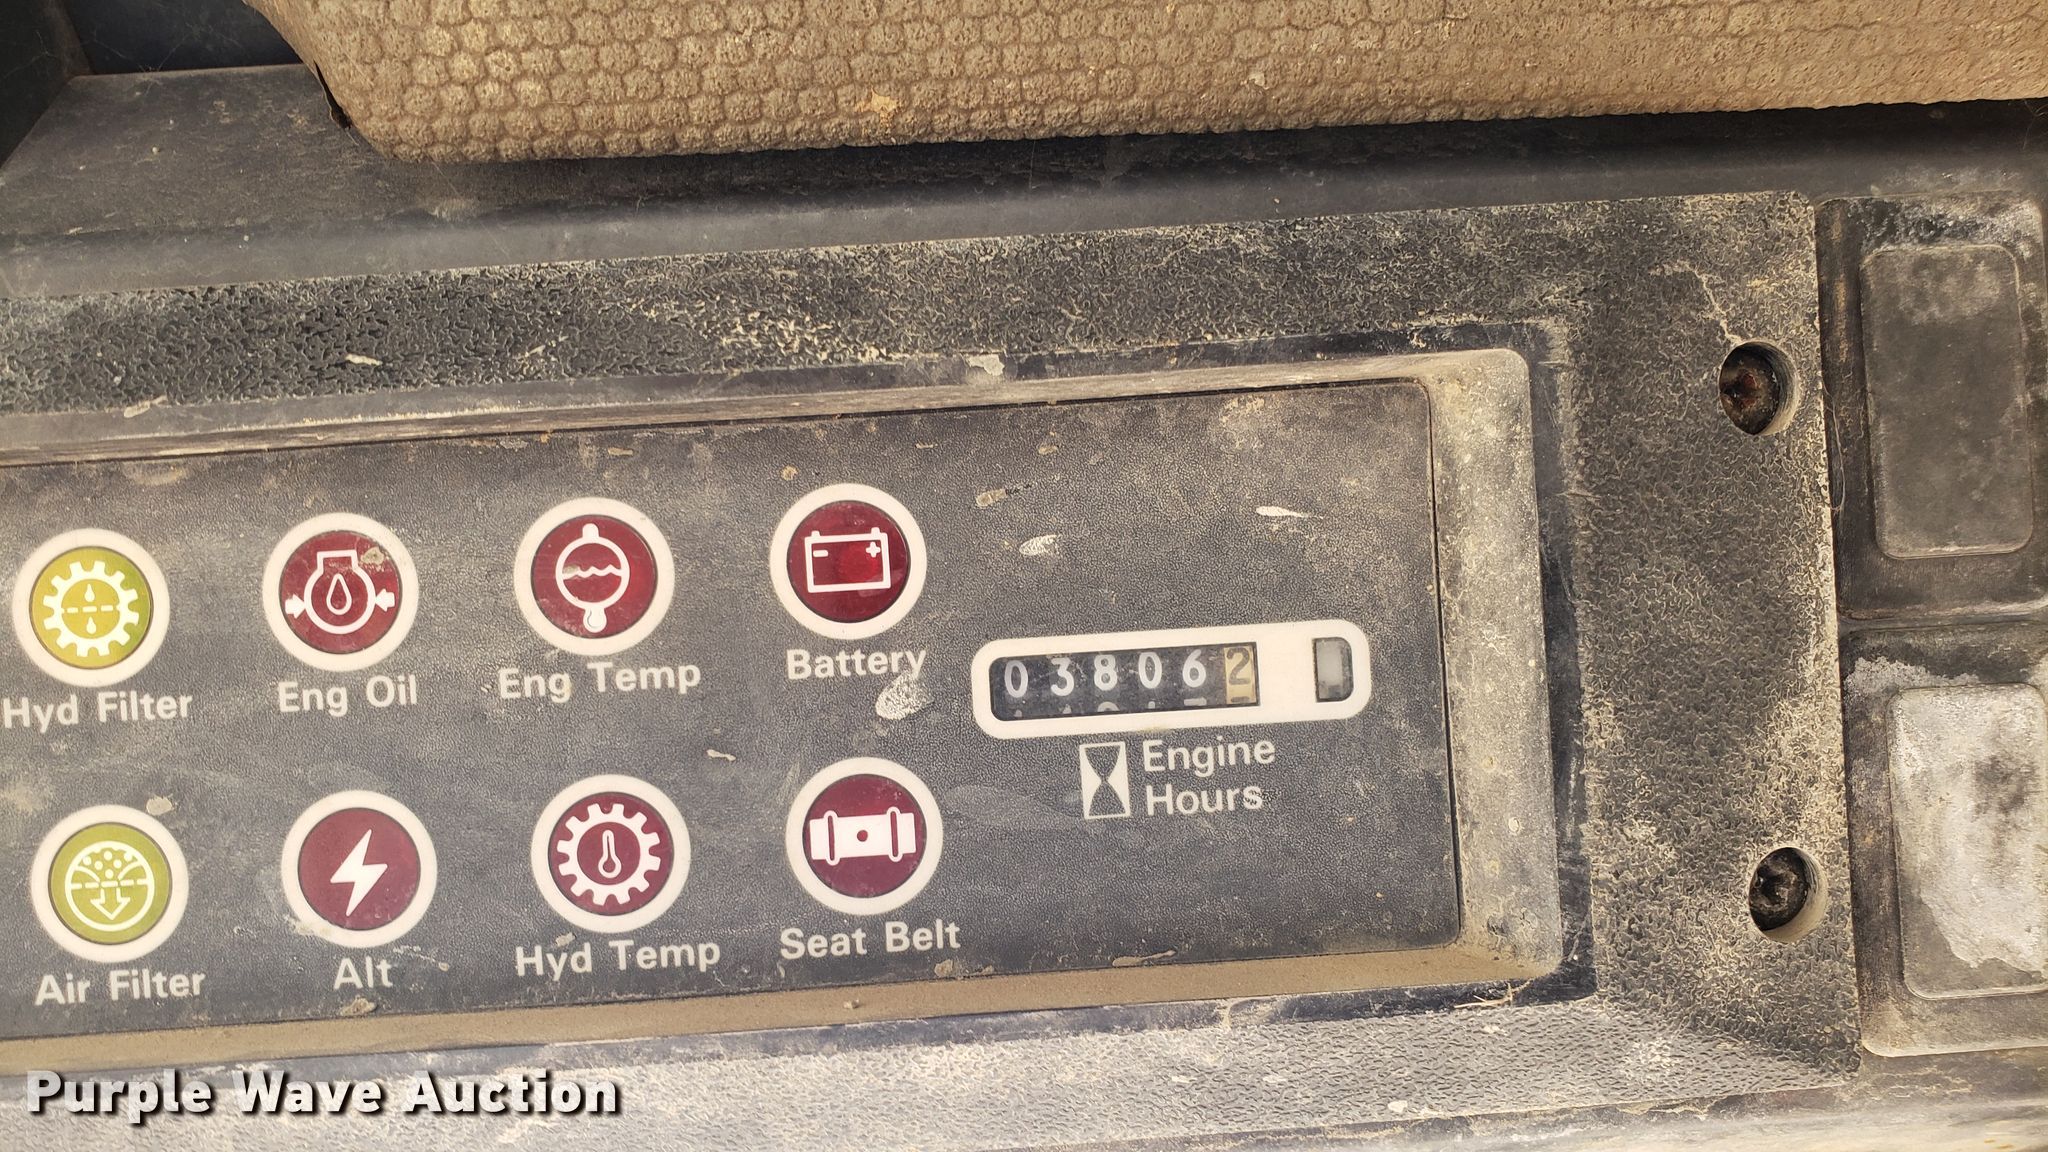 Hyd Filter
Eng Oil
Eng Temp
Battery
038062
Engine
Hours
Air Filter
Alt
Hyd Temp
Seat Belt
Purple Wave Auction